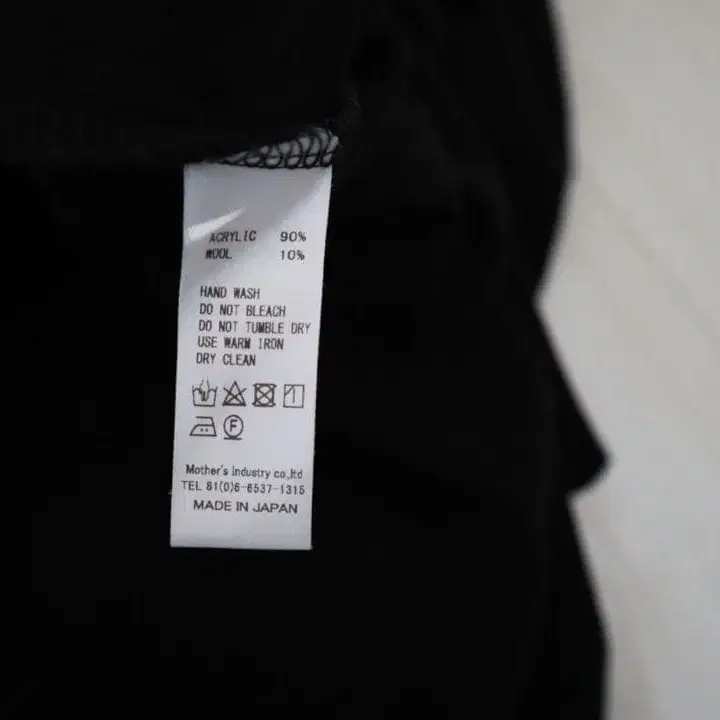 ACRYLIC 90%
WOOL 10%
HAND WASH
DO NOT BLEACH
DO NOT TUMBLE DRY
USE WARM IRON
DRY CLEAN
F
Mother's industry co.,ltd
TEL 81(0)6-6537-1315
MADE IN JAPAN